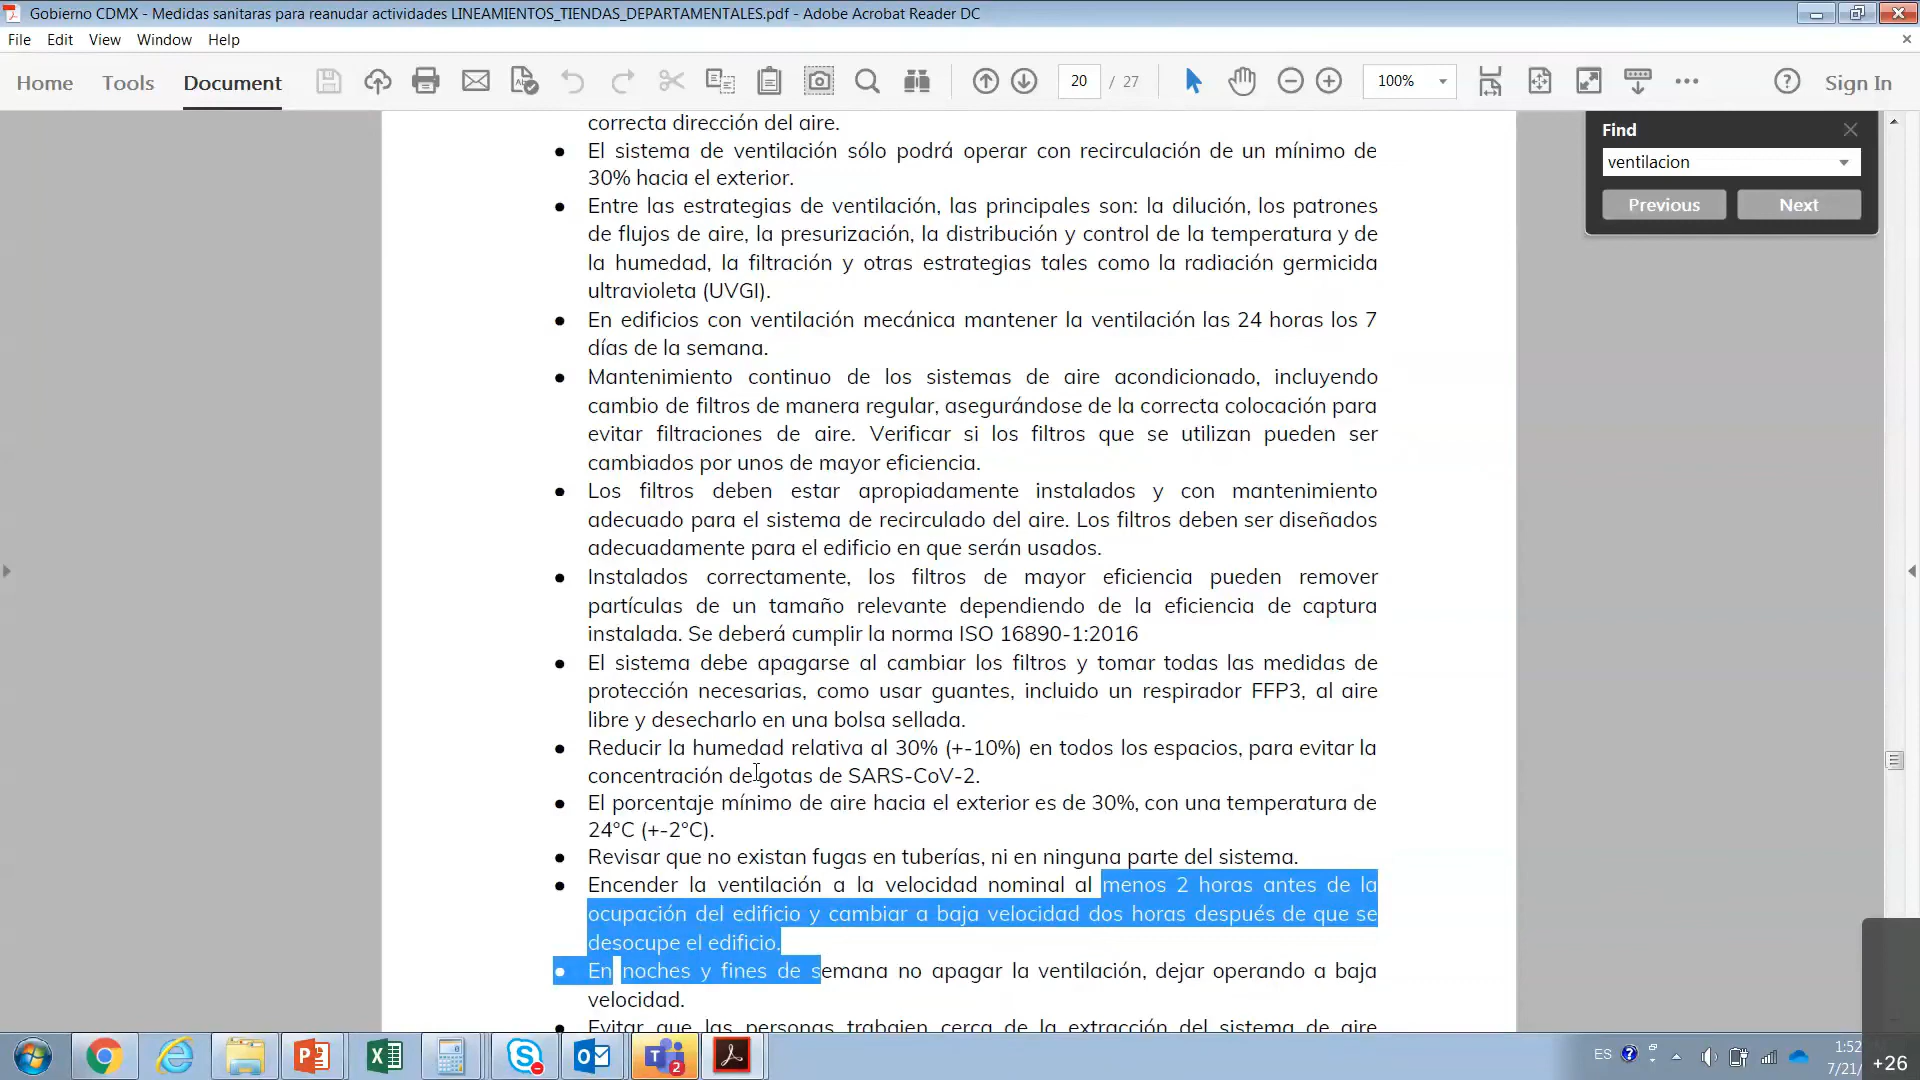 Gobierno CDMX - Medidas sanitaras para reanudar actividades LINEAMIENTOS_TIENDAS_DEPARTAMENTALES.pdf - Adobe Acrobat Reader DC
File Edit View Window Help
Home Tools Document 20 / 27 100% Sign In
Find
ventilacion
Previous Next
correcta dirección del aire.
● El sistema de ventilación sólo podrá operar con recirculación de un mínimo de
30% hacia el exterior.
● Entre las estrategias de ventilación, las principales son: la dilución, los patrones
de flujos de aire, la presurización, la distribución y control de la temperatura y de
la humedad, la filtración y otras estrategias tales como la radiación germicida
ultravioleta (UVGI).
● En edificios con ventilación mecánica mantener la ventilación las 24 horas los 7
días de la semana.
● Mantenimiento continuo de los sistemas de aire acondicionado, incluyendo
cambio de filtros de manera regular, asegurándose de la correcta colocación para
evitar filtraciones de aire. Verificar si los filtros que se utilizan pueden ser
cambiados por unos de mayor eficiencia.
● Los filtros deben estar apropiadamente instalados y con mantenimiento
adecuado para el sistema de recirculado del aire. Los filtros deben ser diseñados
adecuadamente para el edificio en que serán usados.
● Instalados correctamente, los filtros de mayor eficiencia pueden remover
partículas de un tamaño relevante dependiendo de la eficiencia de captura
instalada. Se deberá cumplir la norma ISO 16890-1:2016
● El sistema debe apagarse al cambiar los filtros y tomar todas las medidas de
protección necesarias, como usar guantes, incluido un respirador FFP3, al aire
libre y desecharlo en una bolsa sellada.
● Reducir la humedad relativa al 30% (+-10%) en todos los espacios, para evitar la
concentración de gotas de SARS-CoV-2.
● El porcentaje mínimo de aire hacia el exterior es de 30%, con una temperatura de
24°C (+-2°C).
● Revisar que no existan fugas en tuberías, ni en ninguna parte del sistema.
● Encender la ventilación a la velocidad nominal al menos 2 horas antes de la
ocupación del edificio y cambiar a baja velocidad dos horas después de que se
desocupe el edificio.
● En noches y fines de semana no apagar la ventilación, dejar operando a baja
velocidad.
● Evitar que las personas trabajen cerca de la extracción del sistema de aire
ES 1:52
7/21/
+26
2